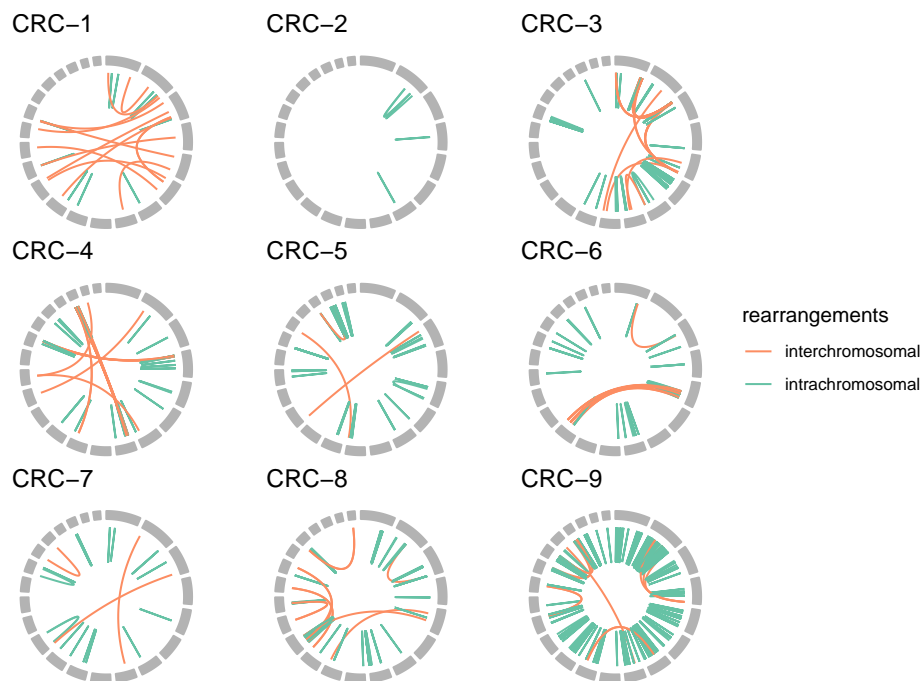 CRC−1
CRC−2
CRC−3
CRC−4
CRC−5
CRC−6
rearrangements
interchromosomal
intrachromosomal
CRC−7
CRC−8
CRC−9